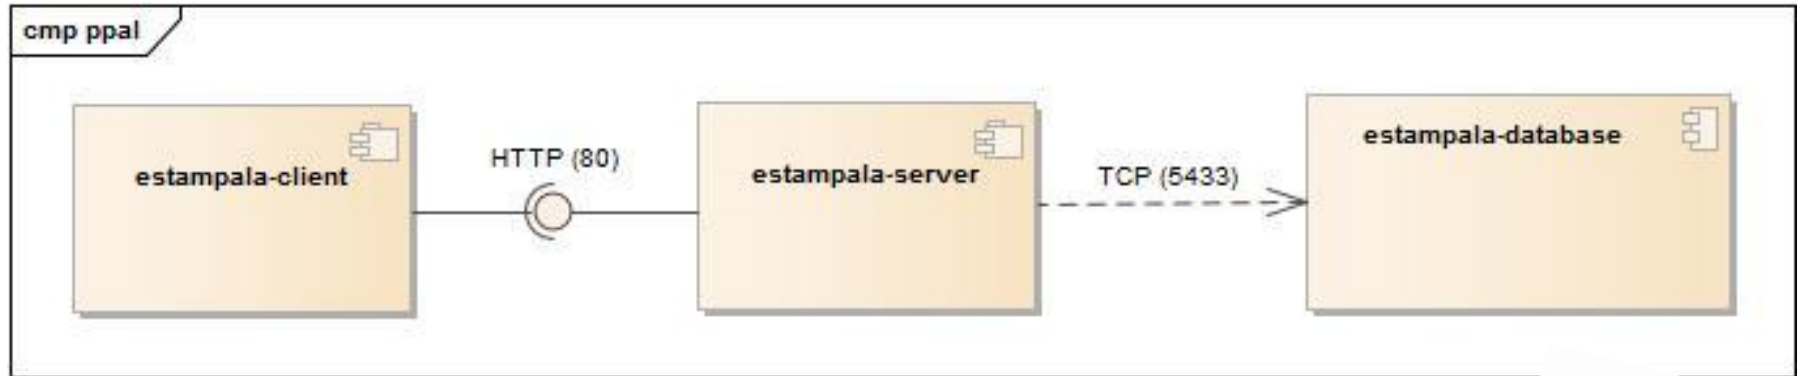 cmp ppal
estampala-client
HTTP (80)
estampala-server
TCP (5433)
estampala-database